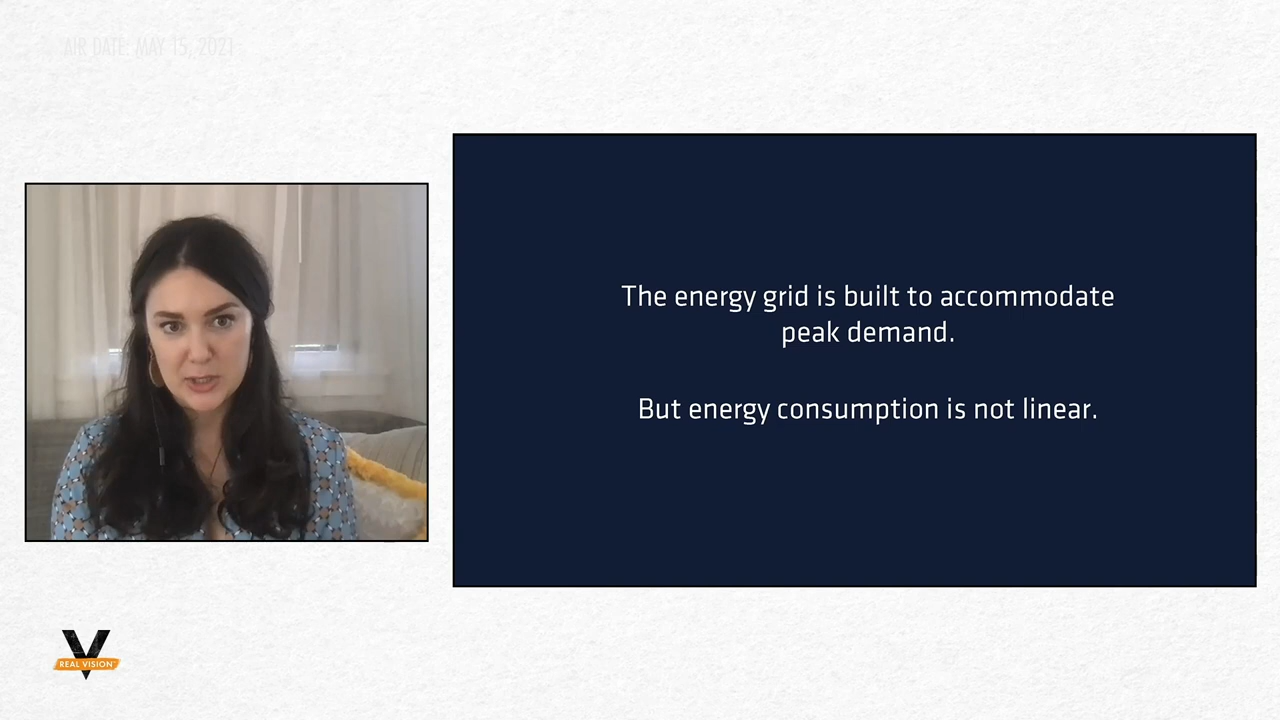 AIR DATE: MAY 15, 2021
The energy grid is built to accommodate
peak demand.
But energy consumption is not linear.
REAL VISION